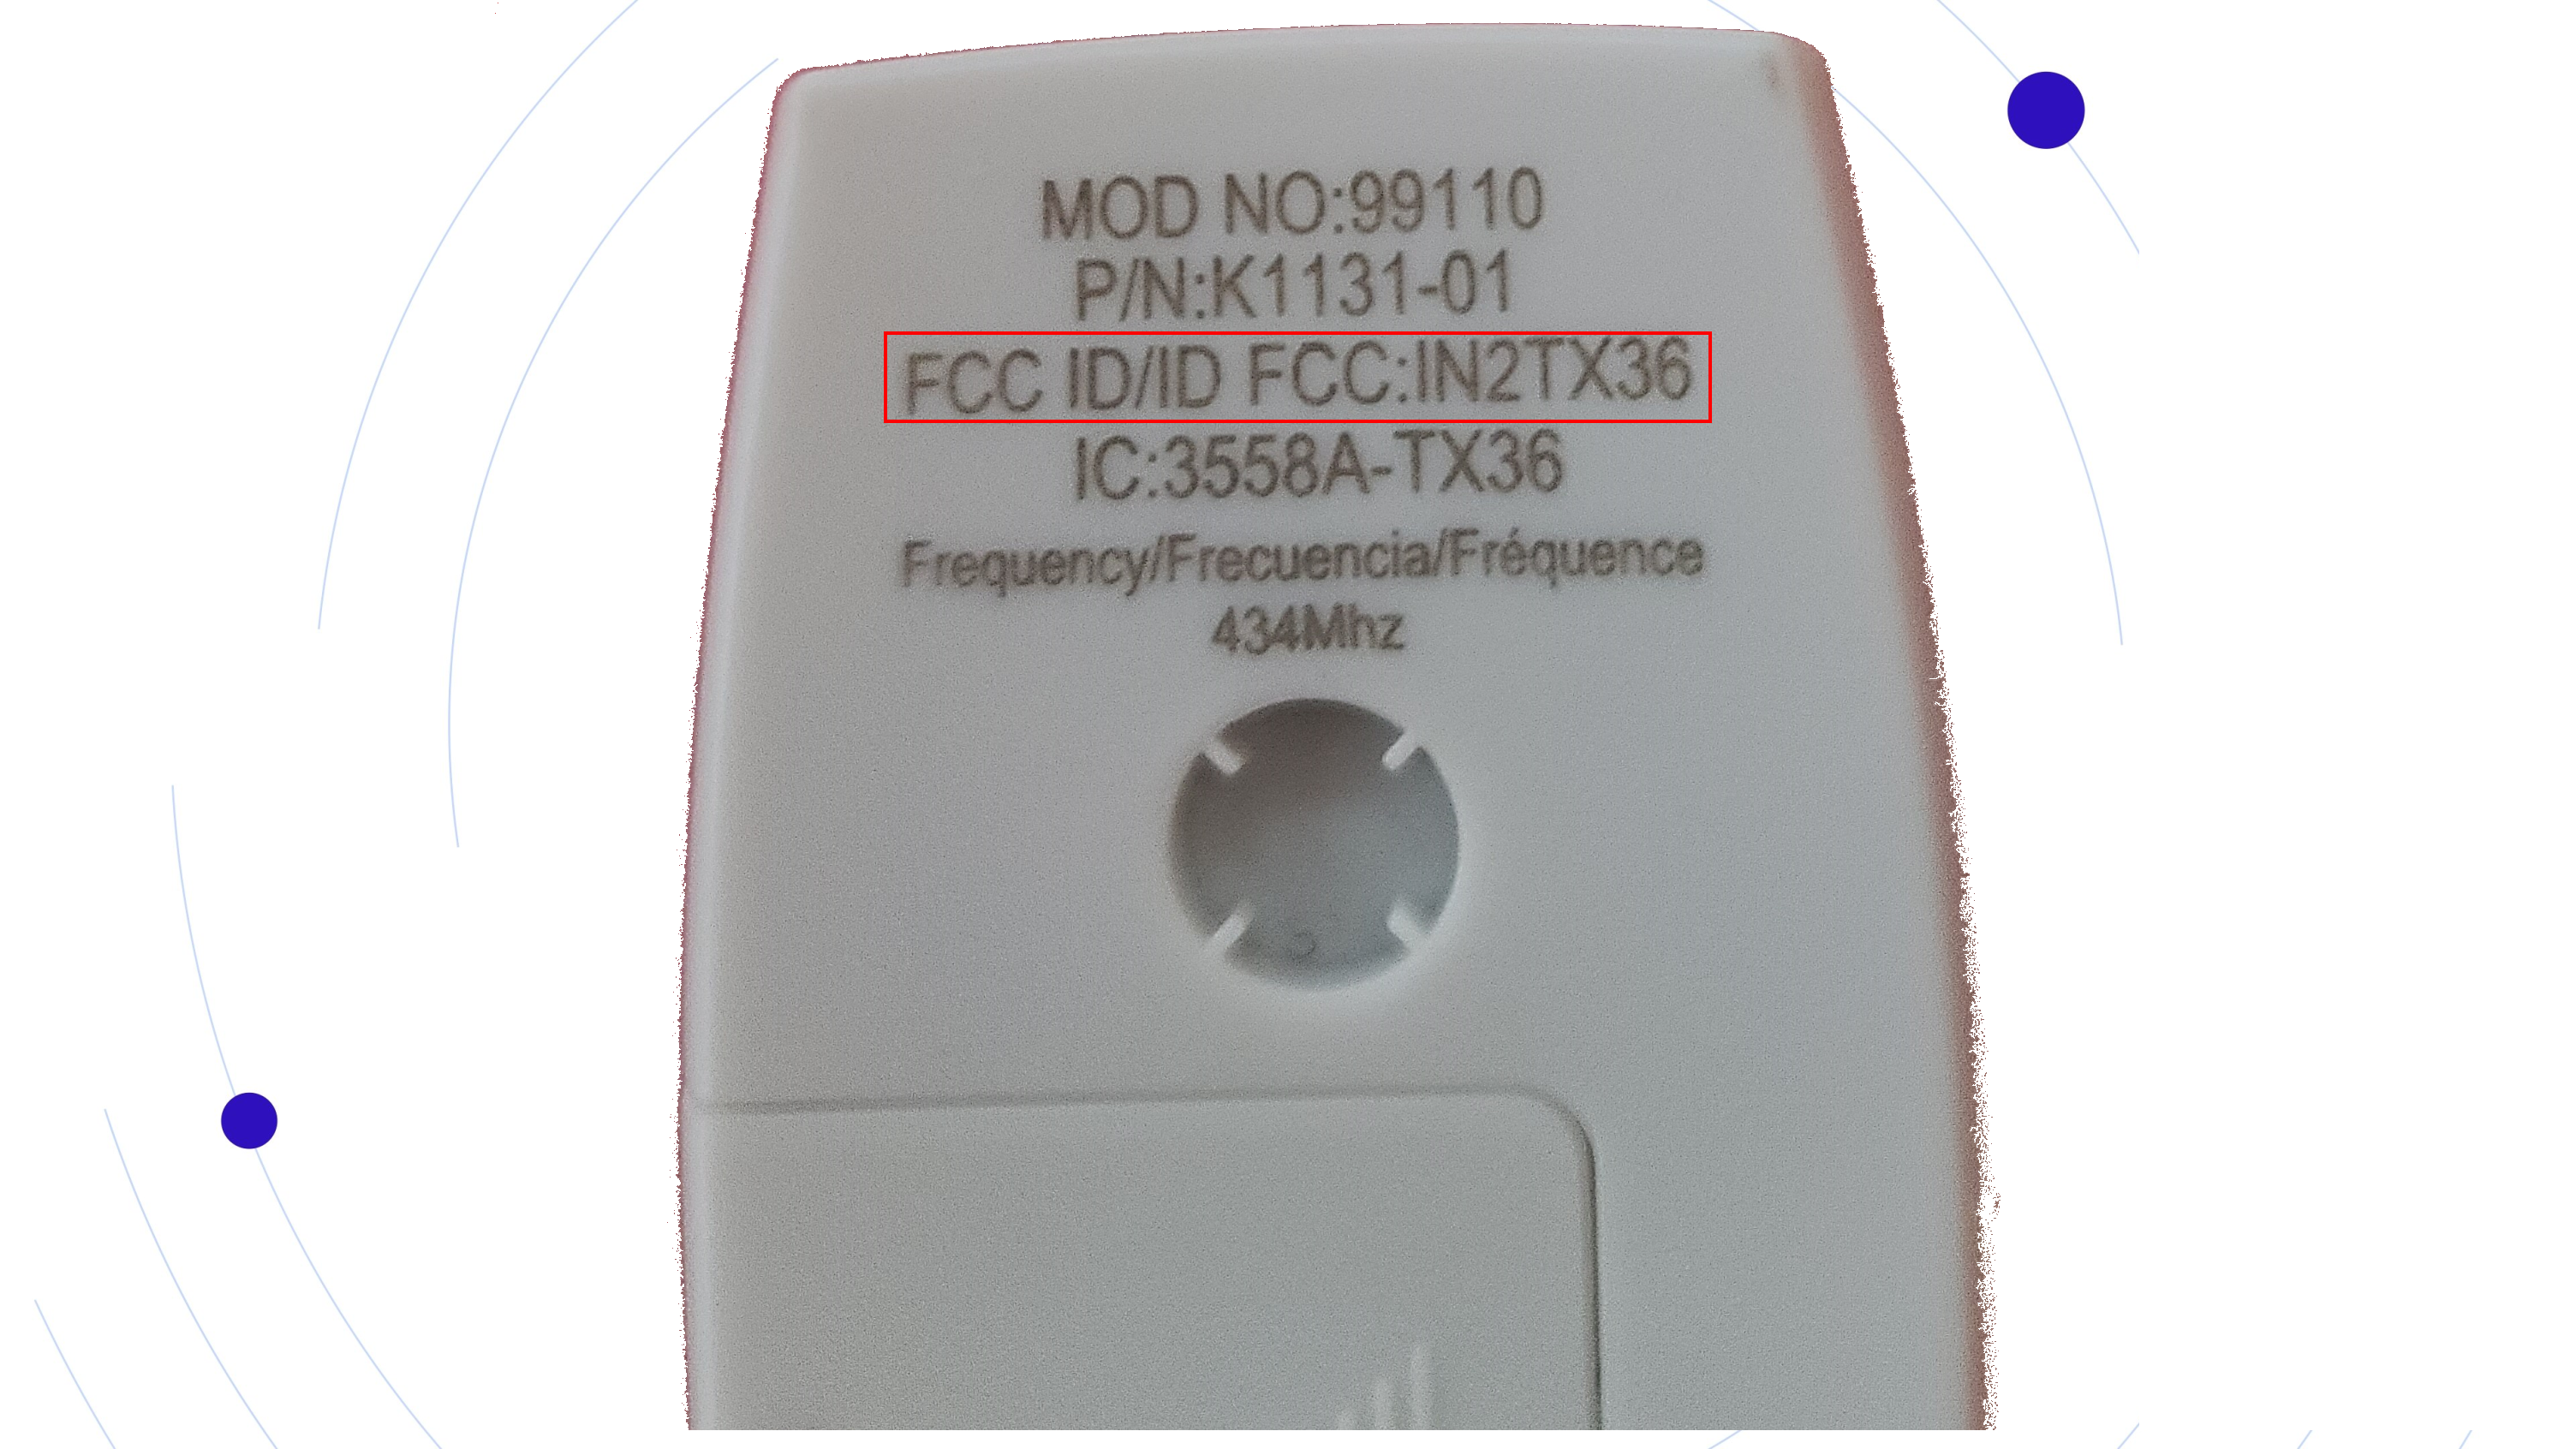 MOD NO:99110
P/N:K1131-01
FCC ID/ID FCC:IN2TX36
IC:3558A-TX36
Frequency/Frecuencia/Fréquence
434Mhz